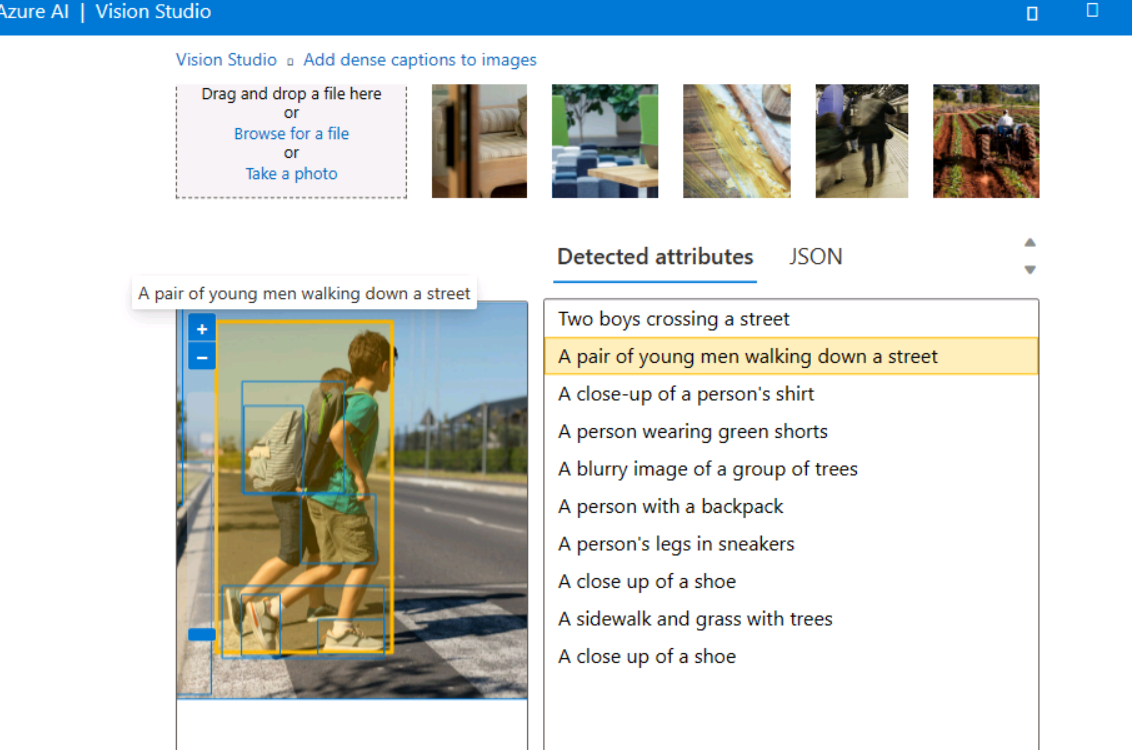 Azure AI | Vision Studio
Vision Studio Add dense captions to images
Drag and drop a file here
or
Browse for a file
or
Take a photo
Detected attributes JSON
A pair of young men walking down a street
+
−
Two boys crossing a street
A pair of young men walking down a street
A close-up of a person's shirt
A person wearing green shorts
A blurry image of a group of trees
A person with a backpack
A person's legs in sneakers
A close up of a shoe
A sidewalk and grass with trees
A close up of a shoe